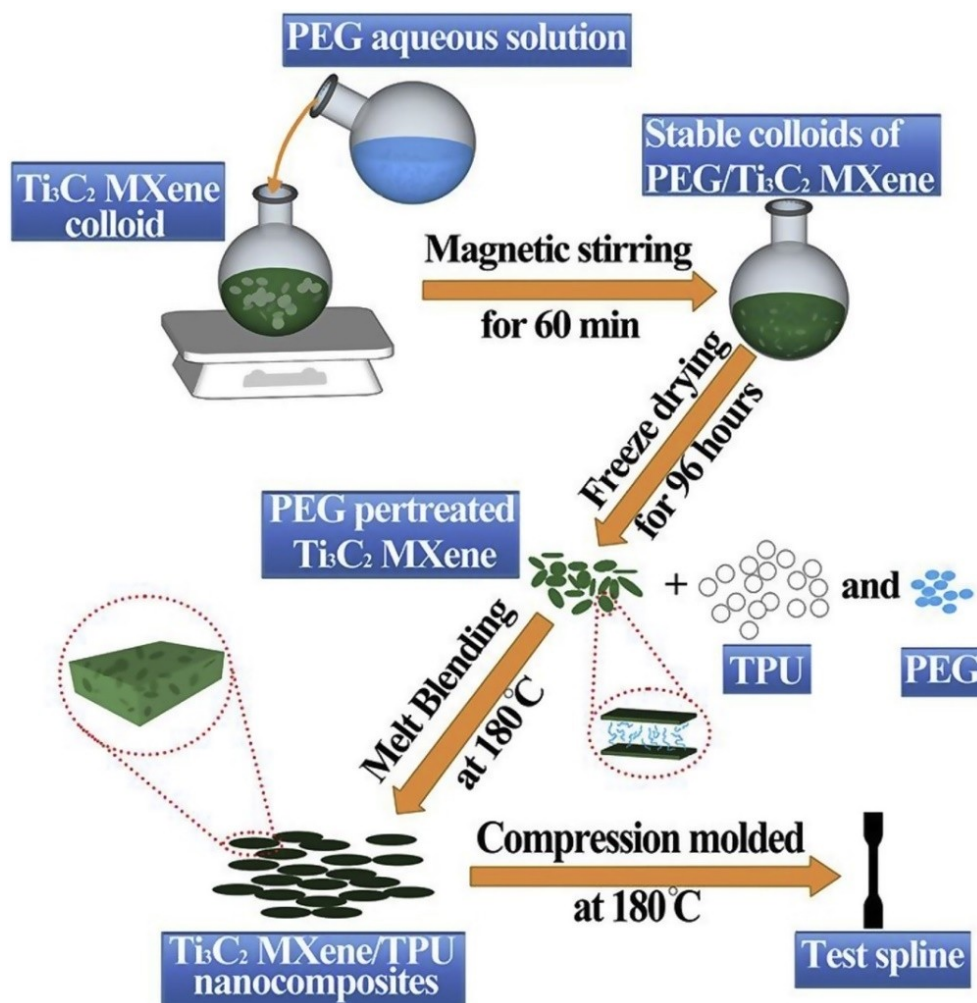 PEG aqueous solution
Ti₃C₂ MXene
colloid
Stable colloids of
PEG/Ti₃C₂ MXene
Magnetic stirring
for 60 min
Freeze drying
for 96 hours
PEG pertreated
Ti₃C₂ MXene
+
and
TPU
PEG
Melt Blending
at 180°C
Compression molded
at 180°C
Ti₃C₂ MXene/TPU
nanocomposites
Test spline